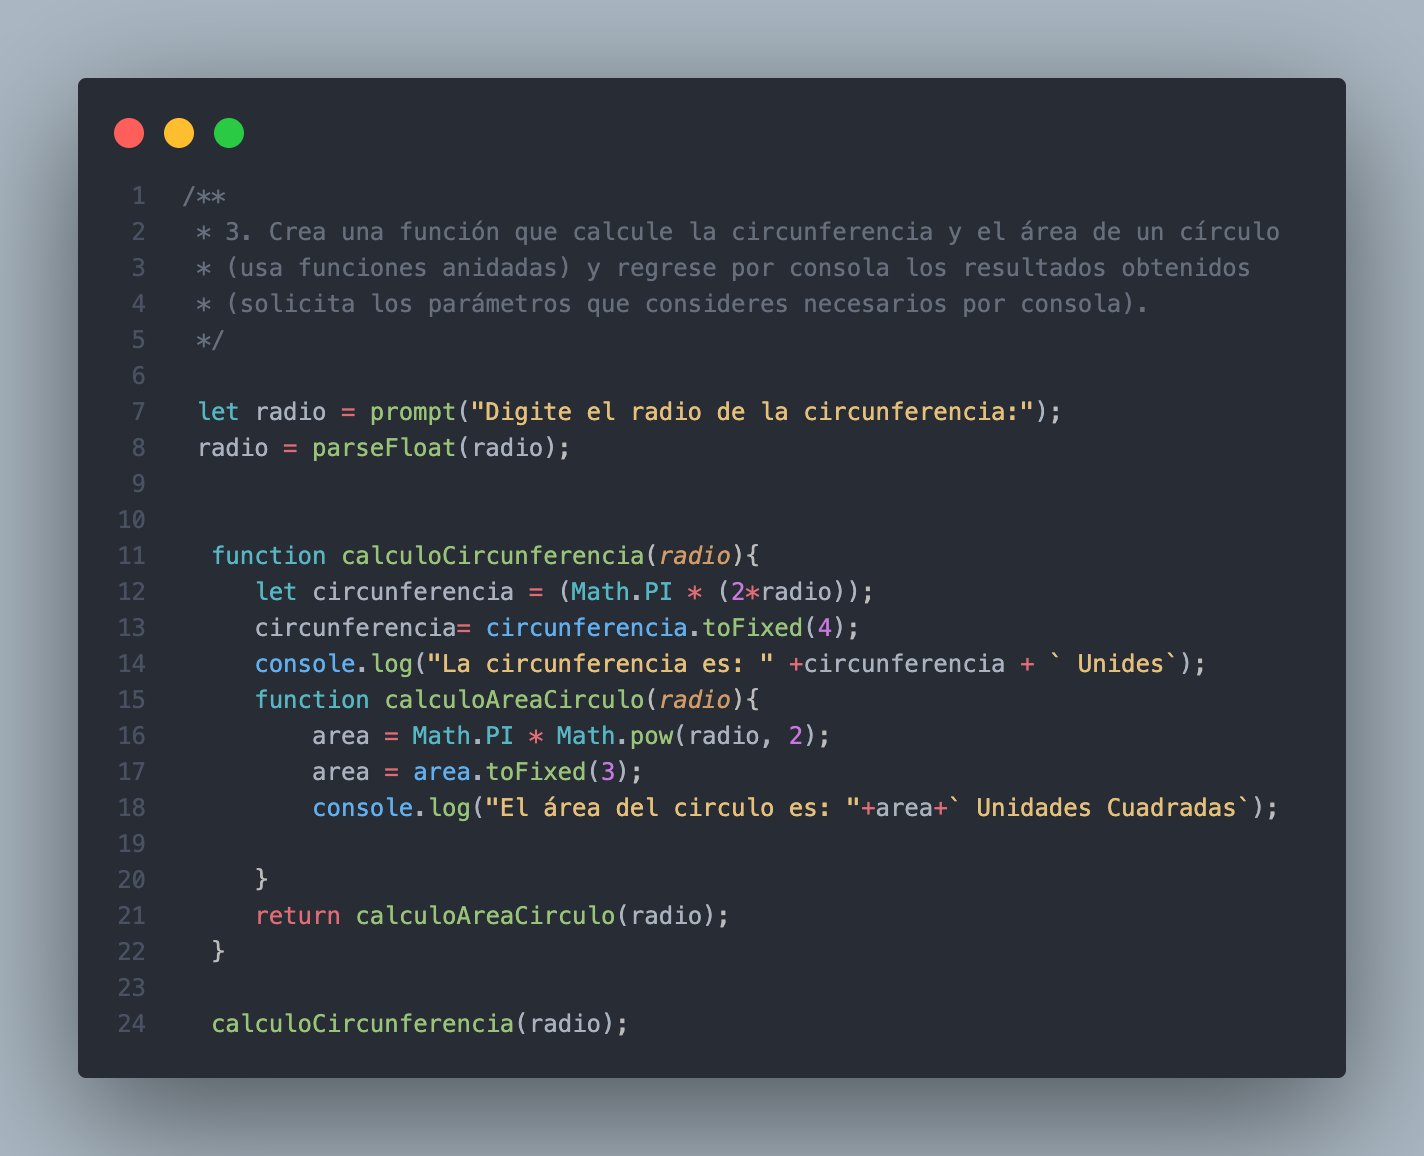 1 /**
2 * 3. Crea una función que calcule la circunferencia y el área de un círculo
3 * (usa funciones anidadas) y regrese por consola los resultados obtenidos
4 * (solicita los parámetros que consideres necesarios por consola).
5 */
6
7 let radio = prompt("Digite el radio de la circunferencia:");
8 radio = parseFloat(radio);
9
10
11 function calculoCircunferencia(radio){
12 let circunferencia = (Math.PI * (2*radio));
13 circunferencia= circunferencia.toFixed(4);
14 console.log("La circunferencia es: " +circunferencia + ` Unides`);
15 function calculoAreaCirculo(radio){
16 area = Math.PI * Math.pow(radio, 2);
17 area = area.toFixed(3);
18 console.log("El área del circulo es: "+area+` Unidades Cuadradas`);
19
20 }
21 return calculoAreaCirculo(radio);
22 }
23
24 calculoCircunferencia(radio);